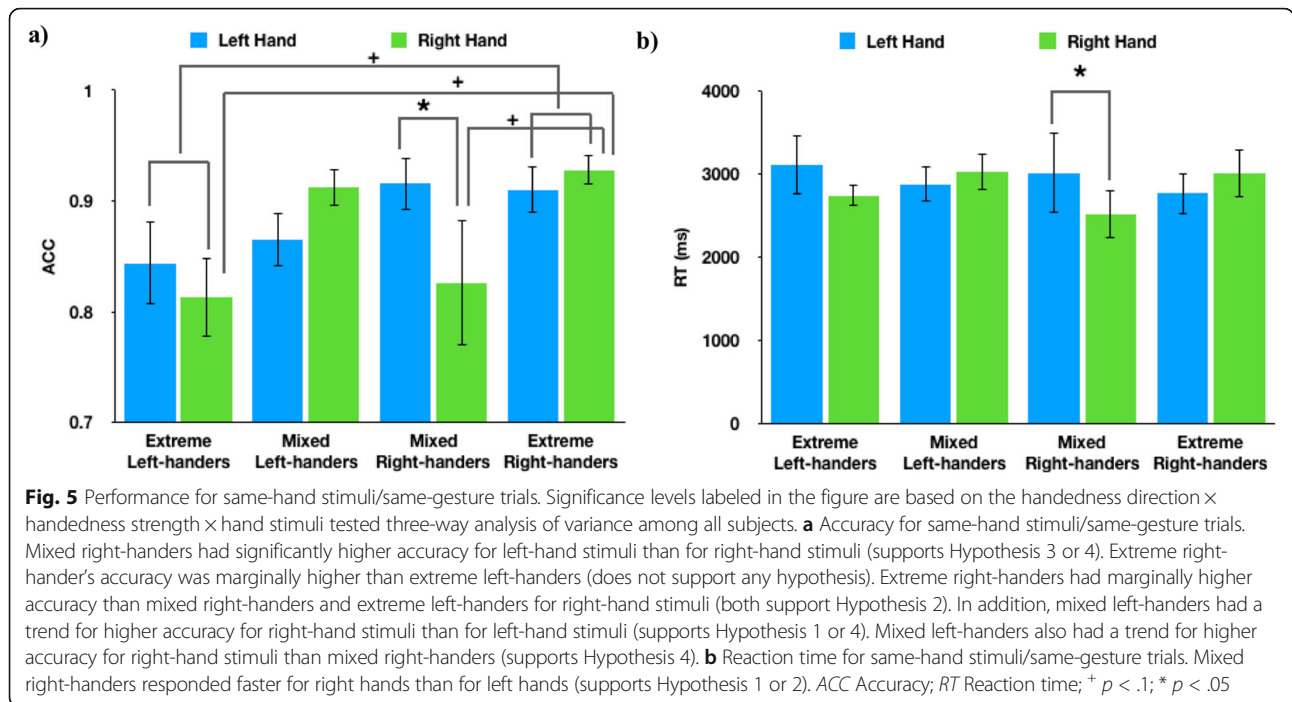 a)
Left Hand Right Hand
+
+
*
+
1
0.9
0.8
0.7
ACC
Extreme Left-handers
Mixed Left-handers
Mixed Right-handers
Extreme Right-handers
b)
Left Hand Right Hand
*
4000
3000
2000
1000
0
RT (ms)
Extreme Left-handers
Mixed Left-handers
Mixed Right-handers
Extreme Right-handers
Fig. 5 Performance for same-hand stimuli/same-gesture trials. Significance levels labeled in the figure are based on the handedness direction ×
handedness strength × hand stimuli tested three-way analysis of variance among all subjects. a Accuracy for same-hand stimuli/same-gesture trials.
Mixed right-handers had significantly higher accuracy for left-hand stimuli than for right-hand stimuli (supports Hypothesis 3 or 4). Extreme right-
hander's accuracy was marginally higher than extreme left-handers (does not support any hypothesis). Extreme right-handers had marginally higher
accuracy than mixed right-handers and extreme left-handers for right-hand stimuli (both support Hypothesis 2). In addition, mixed left-handers had a
trend for higher accuracy for right-hand stimuli than for left-hand stimuli (supports Hypothesis 1 or 4). Mixed left-handers also had a trend for higher
accuracy for right-hand stimuli than mixed right-handers (supports Hypothesis 4). b Reaction time for same-hand stimuli/same-gesture trials. Mixed
right-handers responded faster for right hands than for left hands (supports Hypothesis 1 or 2). ACC Accuracy; RT Reaction time; + p < .1; * p < .05